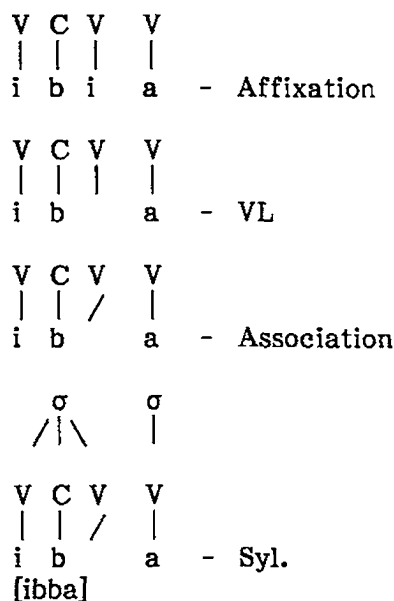 V C V V
| | | |
i b i a - Affixation
V C V V
| | | |
i b a - VL
V C V V
| | / |
i b a - Association
σ σ
/|\ |
V C V V
| | / |
i b a - Syl.
[ibba]